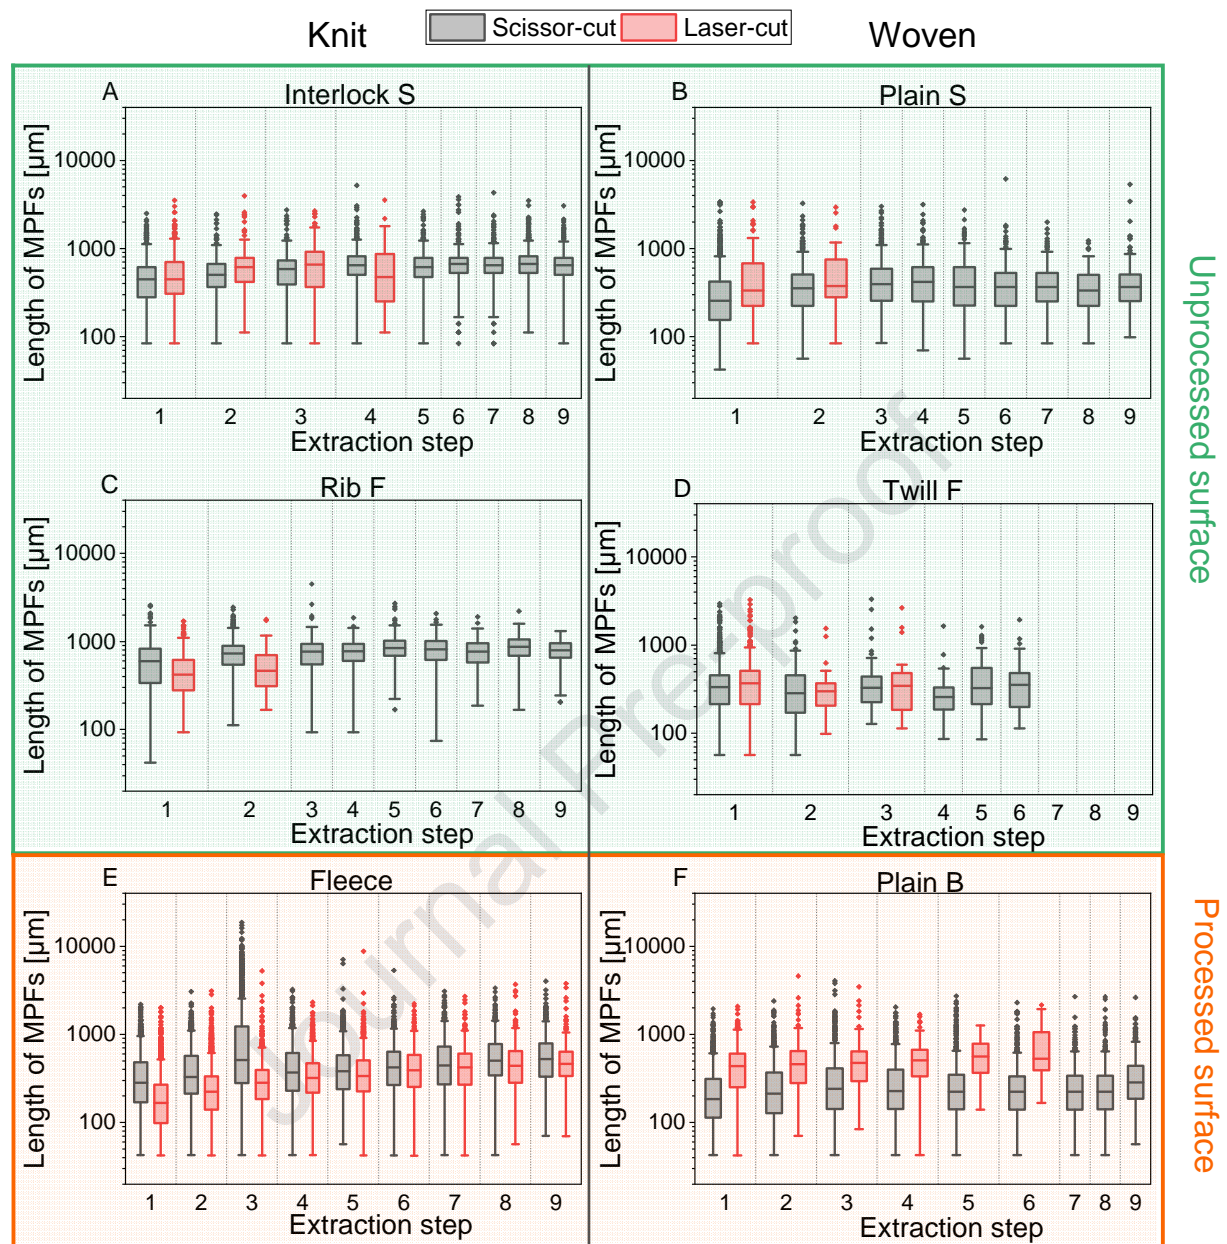 Knit
Scissor-cut
Laser-cut
Woven
A
Interlock S
Length of MPFs [µm]
10000
1000
100
1 2 3 4 5 6 7 8 9
Extraction step
B
Plain S
Length of MPFs [µm]
10000
1000
100
1 2 3 4 5 6 7 8 9
Extraction step
Unprocessed surface
C
Rib F
Length of MPFs [µm]
10000
1000
100
1 2 3 4 5 6 7 8 9
Extraction step
D
Twill F
Length of MPFs [µm]
10000
1000
100
1 2 3 4 5 6 7 8 9
Extraction step
E
Fleece
Length of MPFs [µm]
10000
1000
100
1 2 3 4 5 6 7 8 9
Extraction step
F
Plain B
Length of MPFs [µm]
10000
1000
100
1 2 3 4 5 6 7 8 9
Extraction step
Processed surface
Journal Pre-proof